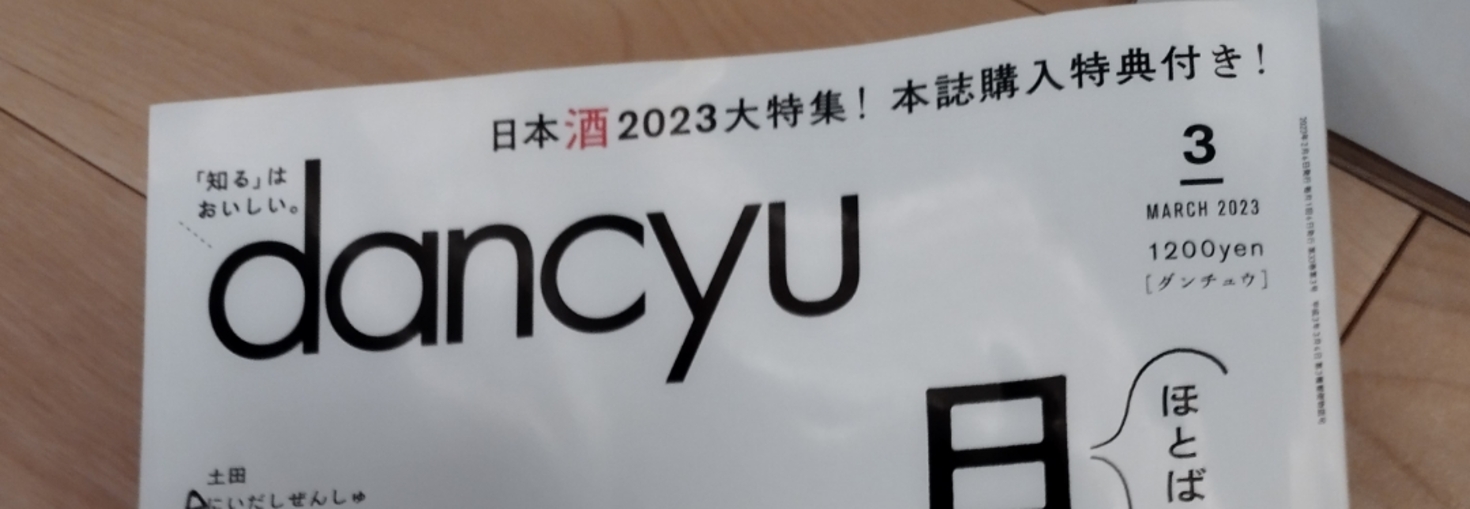 日本酒2023大特集！ 本誌購入特典付き！
「知る」は
おいしい。
dancyu
3
MARCH 2023
1200yen
[ダンチュウ]
日
ほとば
土田
にいだしぜんしゅ